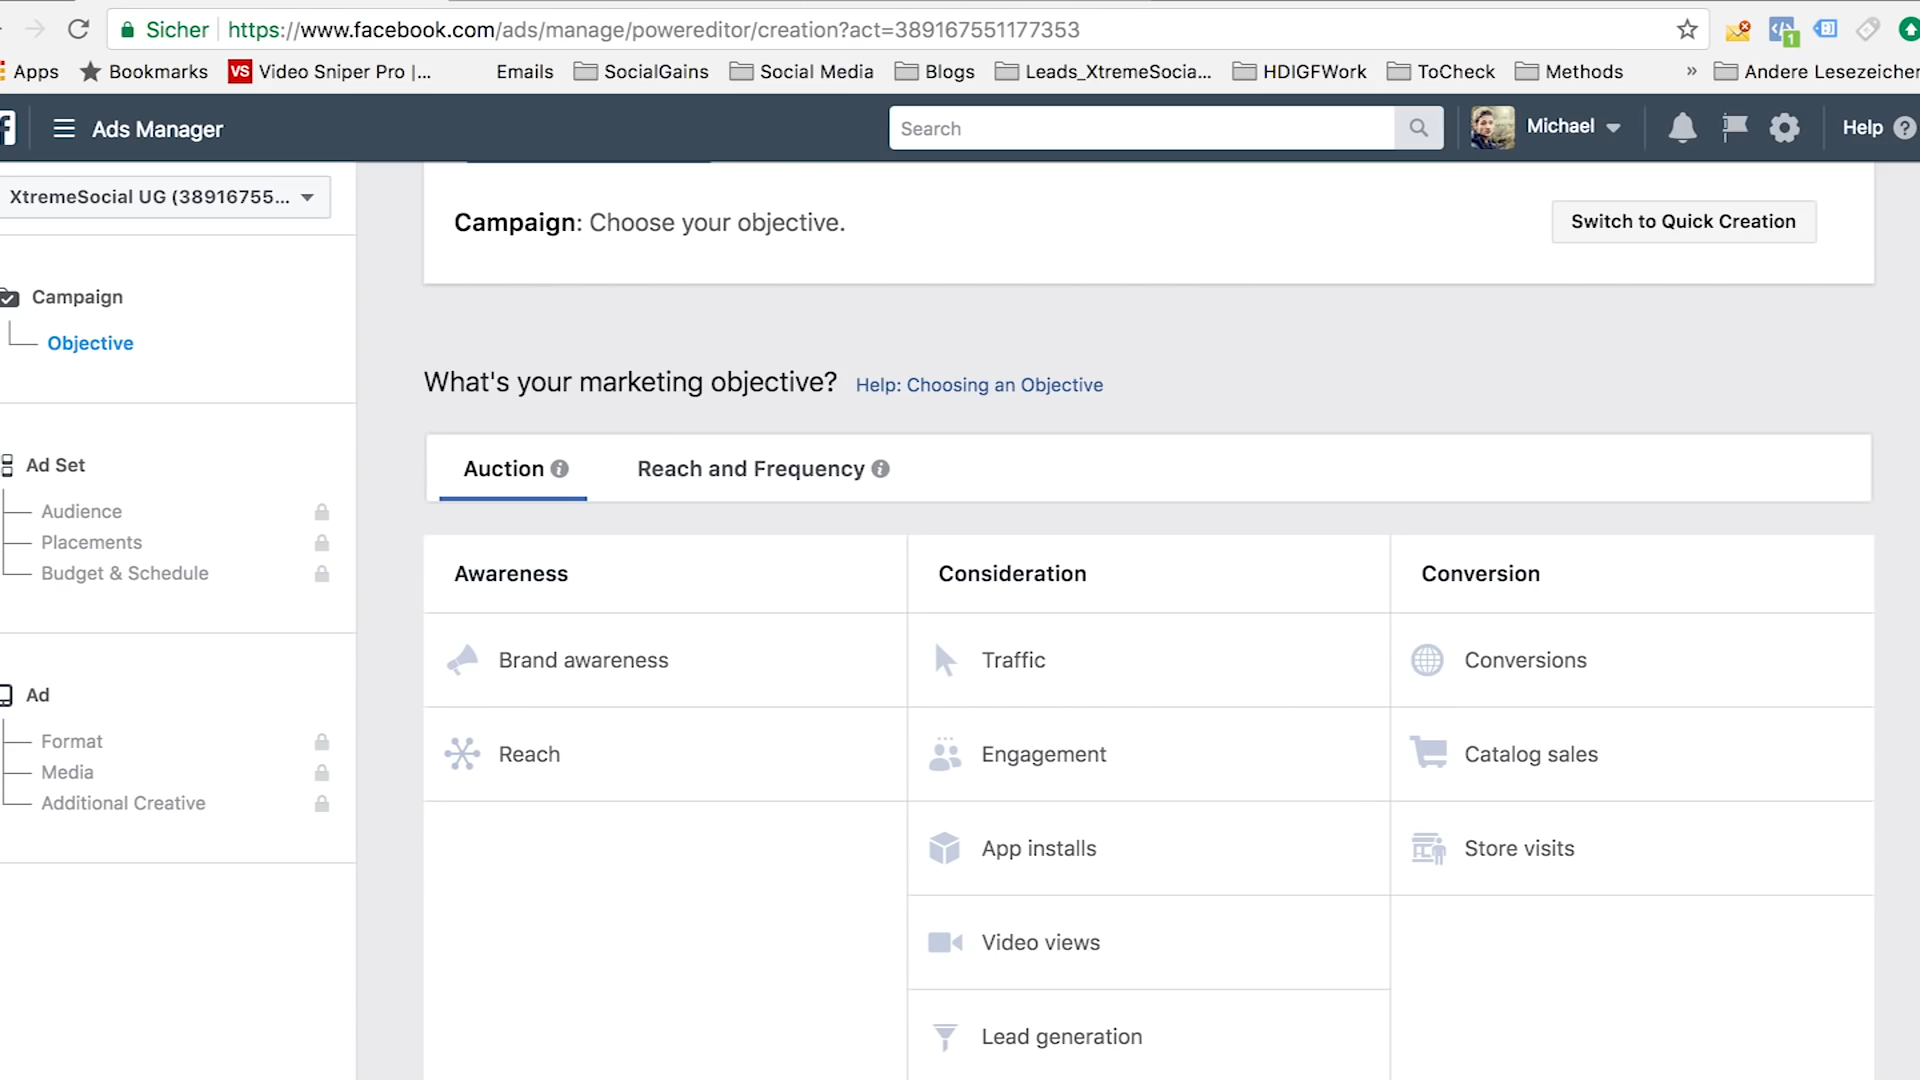 Sicher https://www.facebook.com/ads/manage/powereditor/creation?act=389167551177353
Apps Bookmarks VS Video Sniper Pro |... Emails SocialGains Social Media Blogs Leads_XtremeSocia... HDIGFWork ToCheck Methods » Andere Lesezeichen
Ads Manager Search Michael Help
XtremeSocial UG (38916755...
Campaign: Choose your objective.
Switch to Quick Creation
Campaign
Objective
What's your marketing objective? Help: Choosing an Objective
Ad Set
Audience
Placements
Budget & Schedule
Auction Reach and Frequency
Awareness Consideration Conversion
Brand awareness Traffic Conversions
Ad
Format
Media
Additional Creative
Reach Engagement Catalog sales
App installs Store visits
Video views
Lead generation